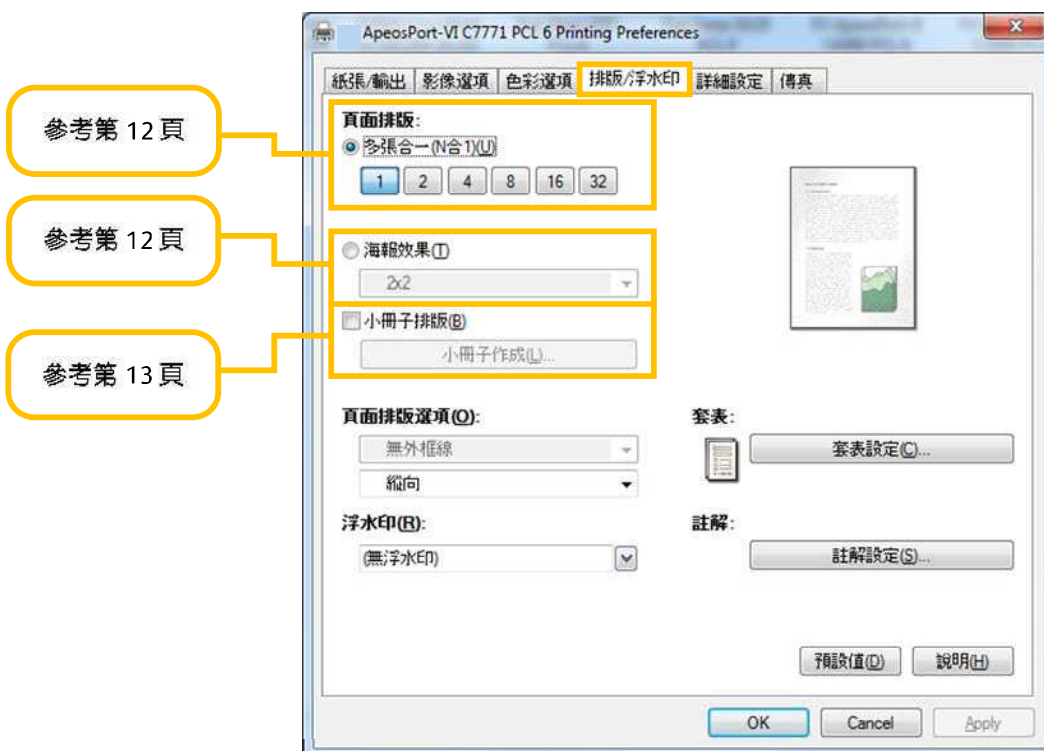 ApeosPort-VI C7771 PCL 6 Printing Preferences
紙張/輸出 影像選項 色彩選項 排版/浮水印 詳細設定 傳真
參考第 12 頁
頁面排版:
多張合一(N合1)(U)
1 2 4 8 16 32
參考第 12 頁
海報效果(T)
2x2
參考第 13 頁
小冊子排版(B)
小冊子作成(L)...
頁面排版選項(O):
無外框線
縱向
套表:
套表設定(C)...
浮水印(R):
(無浮水印)
註解:
註解設定(S)...
預設值(D) 說明(H)
OK Cancel Apply